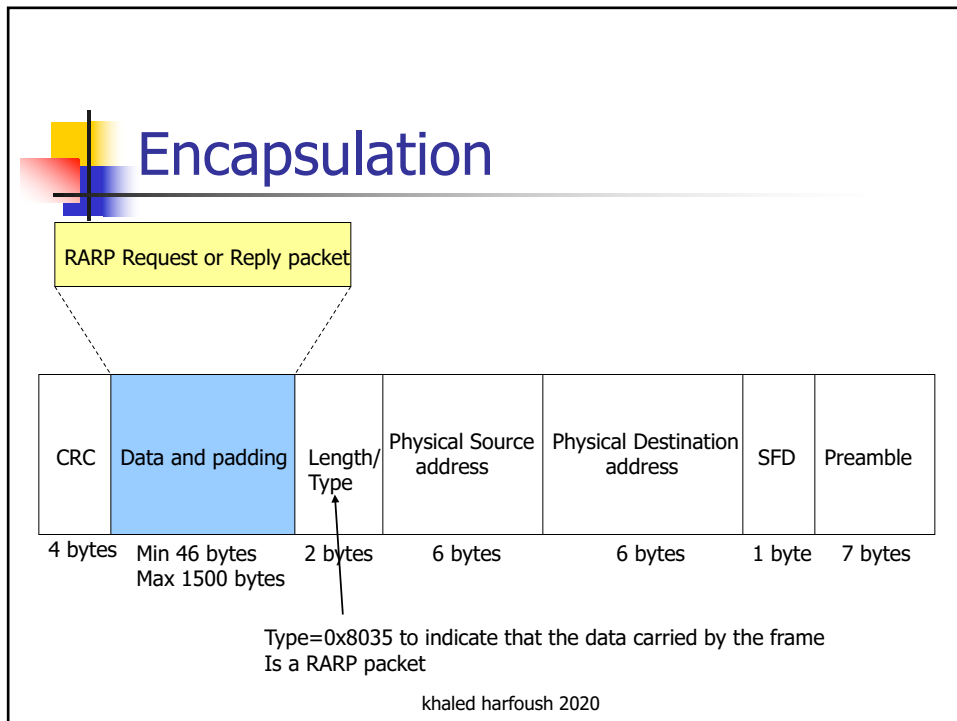 Encapsulation
RARP Request or Reply packet
CRC
Data and padding
Length/
Type
Physical Source
address
Physical Destination
address
SFD
Preamble
4 bytes
Min 46 bytes
Max 1500 bytes
2 bytes
6 bytes
6 bytes
1 byte
7 bytes
Type=0x8035 to indicate that the data carried by the frame
Is a RARP packet
khaled harfoush 2020